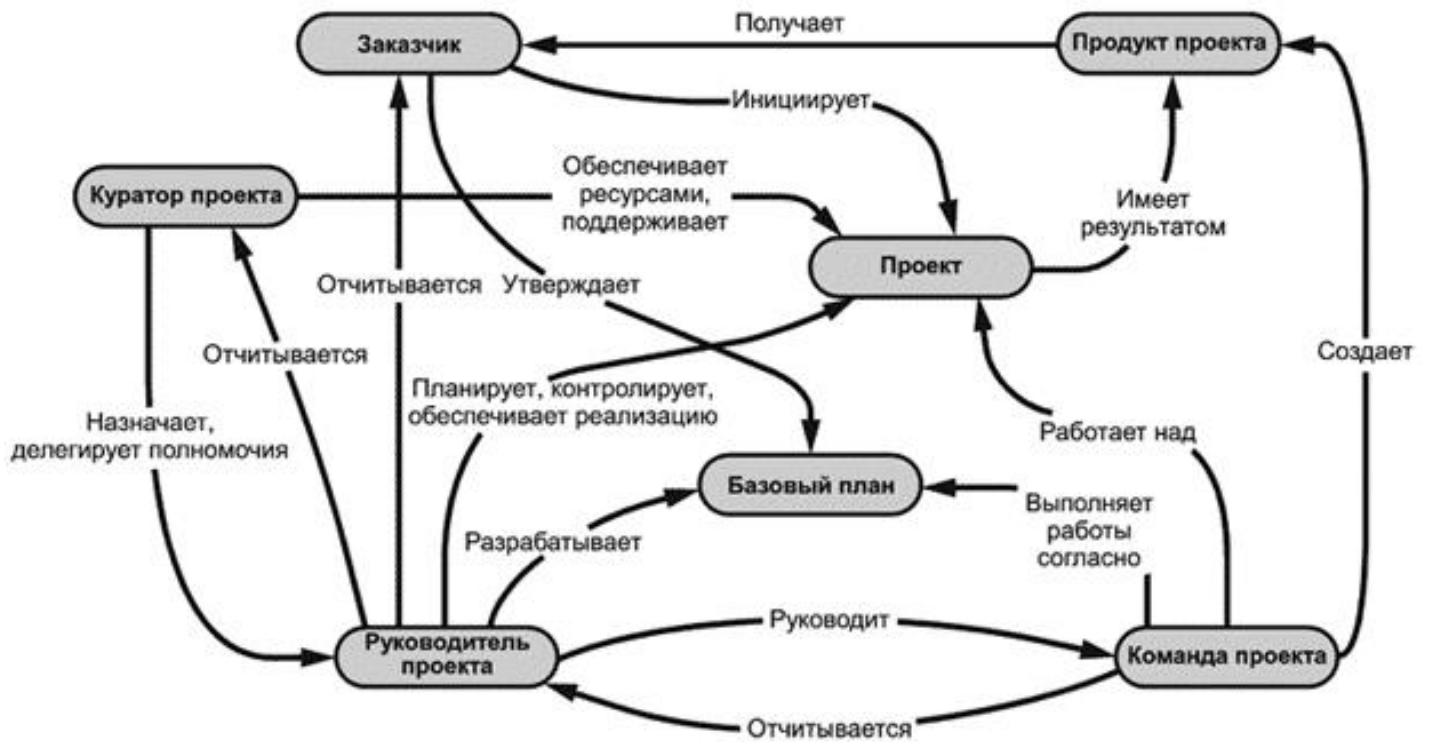 Получает
Заказчик
Продукт проекта
Инициирует
Обеспечивает
ресурсами,
поддерживает
Куратор проекта
Имеет
результатом
Проект
Отчитывается
Утверждает
Отчитывается
Создает
Планирует, контролирует,
обеспечивает реализацию
Назначает,
делегирует полномочия
Работает над
Базовый план
Выполняет
работы
согласно
Разрабатывает
Руководит
Руководитель
проекта
Команда проекта
Отчитывается